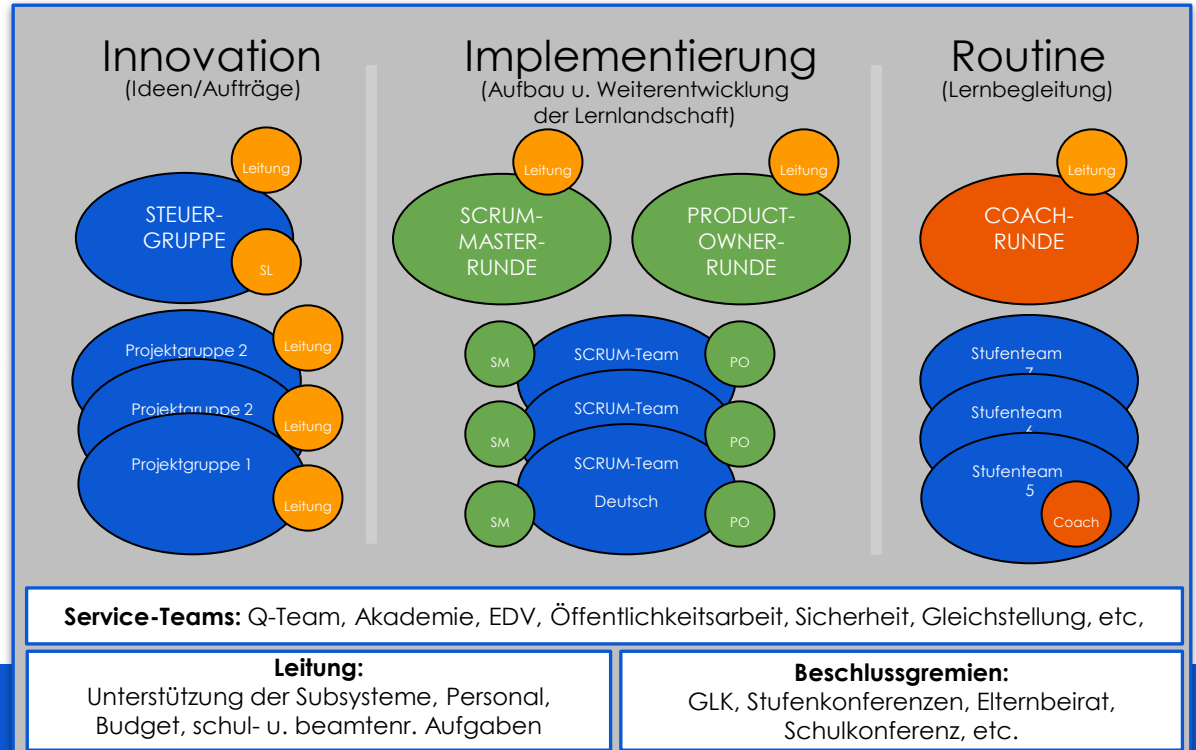 Innovation
(Ideen/Aufträge)
Leitung
STEUER-
GRUPPE
SL
Projektgruppe 2
Leitung
Projektgruppe 2
Leitung
Projektgruppe 1
Leitung
Implementierung
(Aufbau u. Weiterentwicklung
der Lernlandschaft)
Leitung
SCRUM-
MASTER-
RUNDE
Leitung
PRODUCT-
OWNER-
RUNDE
SM
SCRUM-Team
PO
SM
SCRUM-Team
PO
SCRUM-Team
Deutsch
SM
PO
Routine
(Lernbegleitung)
Leitung
COACH-
RUNDE
Stufenteam
Stufenteam
Stufenteam
5
Coach
Service-Teams: Q-Team, Akademie, EDV, Öffentlichkeitsarbeit, Sicherheit, Gleichstellung, etc,
Leitung:
Unterstützung der Subsysteme, Personal,
Budget, schul- u. beamtenr. Aufgaben
Beschlussgremien:
GLK, Stufenkonferenzen, Elternbeirat,
Schulkonferenz, etc.